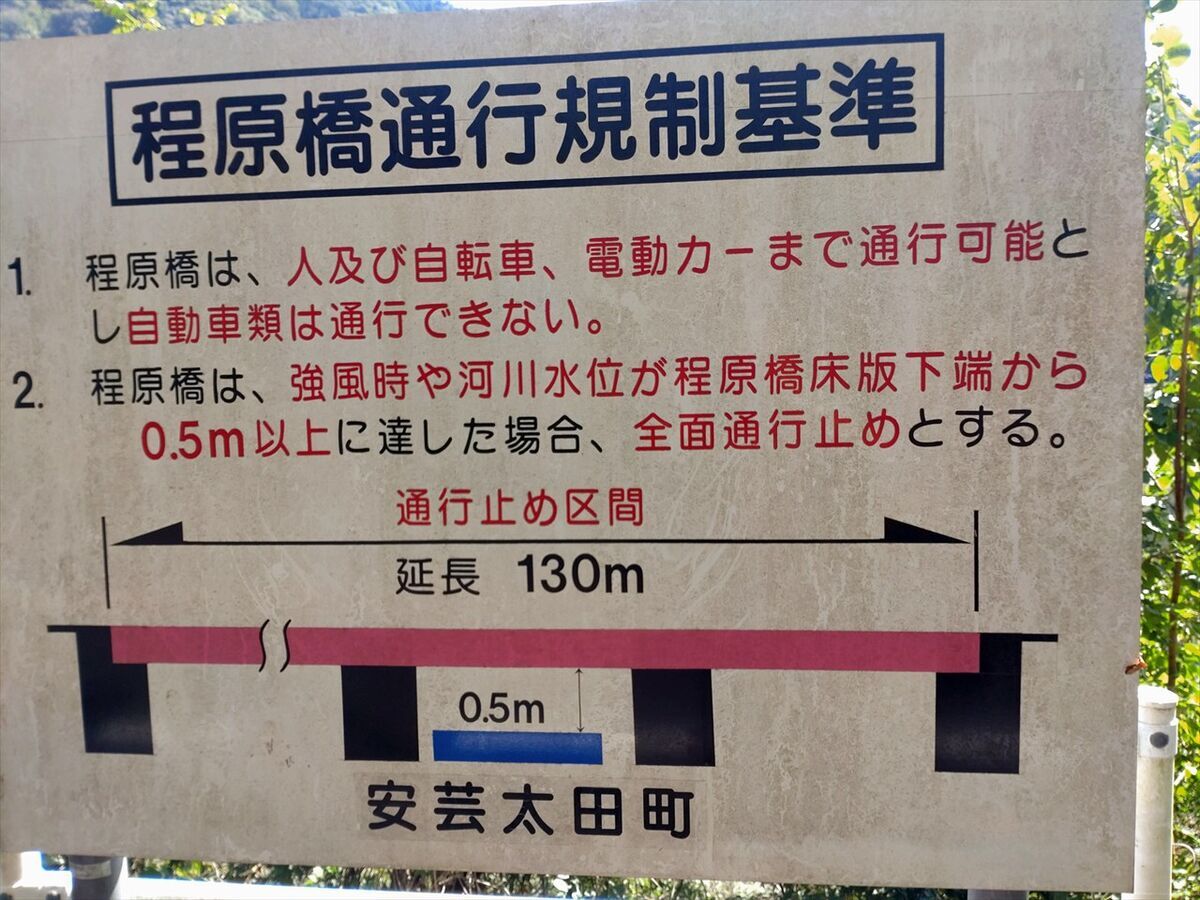 程原橋通行規制基準
1. 程原橋は、人及び自転車、電動カーまで通行可能と
し自動車類は通行できない。
2. 程原橋は、強風時や河川水位が程原橋床版下端から
0.5m以上に達した場合、全面通行止めとする。
通行止め区間
延長 130m
0.5m
安芸太田町